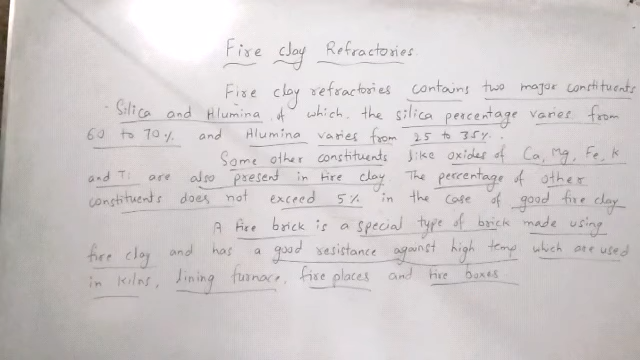 Fire clay Refractories.
Fire clay refractories contains two major constituents
Silica and Alumina of which. the silica percentage varies from
60 to 70% and Alumina varies from 25 to 35%.
Some other constituents like oxides of Ca, Mg, Fe, K
and Ti are also present in fire clay The percentage of other
constituents does not exceed 5% in the case of good fire clay
A fire brick is a special type of brick made using
fire clay and has a good resistance against high temp which are used
in kilns, lining furnace, fire places and fire boxes